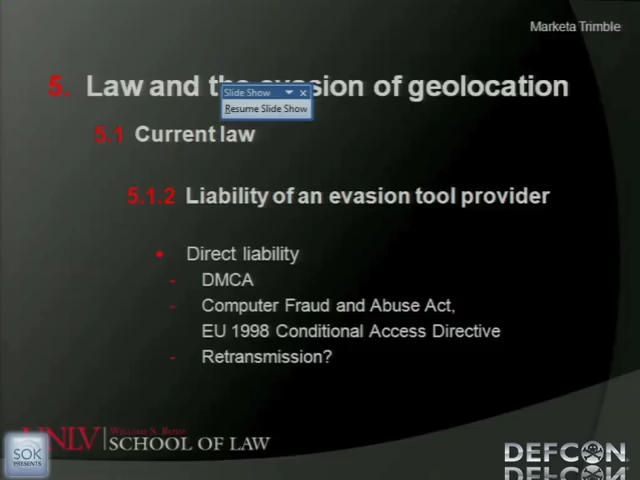 Marketa Trimble
5. Law and the evasion of geolocation
Slide Show
Resume Slide Show
5.1 Current law
5.1.2 Liability of an evasion tool provider
• Direct liability
- DMCA
- Computer Fraud and Abuse Act,
EU 1998 Conditional Access Directive
- Retransmission?
UNLV WILLIAM S. BOYD
SCHOOL OF LAW
SOK
PRESENTS
DEFCON